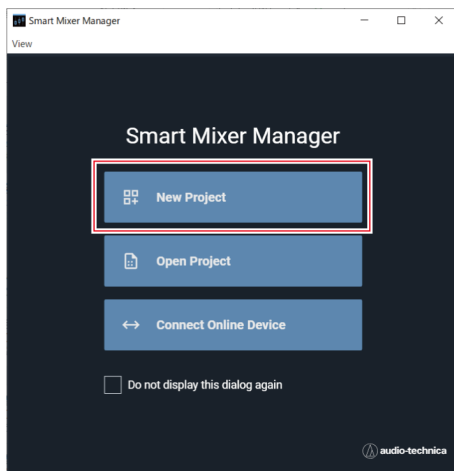 Smart Mixer Manager
View
Smart Mixer Manager
New Project
Open Project
Connect Online Device
Do not display this dialog again
audio-technica